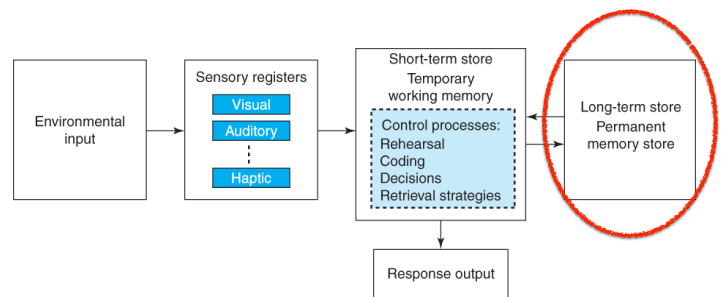 Environmental
input
Sensory registers
Visual
Auditory
Haptic
Short-term store
Temporary
working memory
Control processes:
Rehearsal
Coding
Decisions
Retrieval strategies
Long-term store
Permanent
memory store
Response output